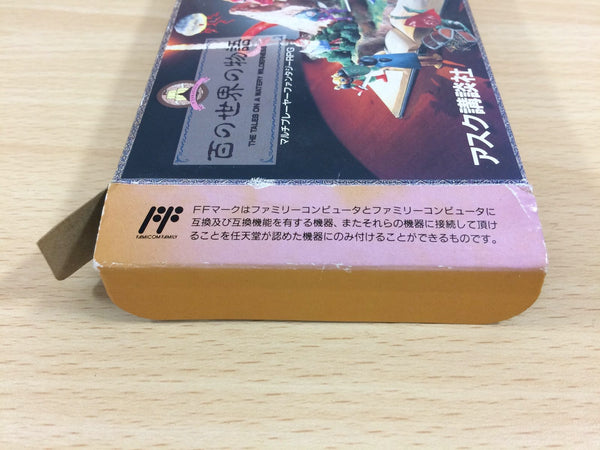 百の世界の物語
THE TALES ON A WATERY WILDERNESS
マルチプレーヤーファンタジーRPG
アスク講談社
FF
FAMICOM FAMILY
FFマークはファミリーコンピュータとファミリーコンピュータに
互換及び互換機能を有する機器、またそれらの機器に接続して頂け
ることを任天堂が認めた機器にのみ付けることができるものです。